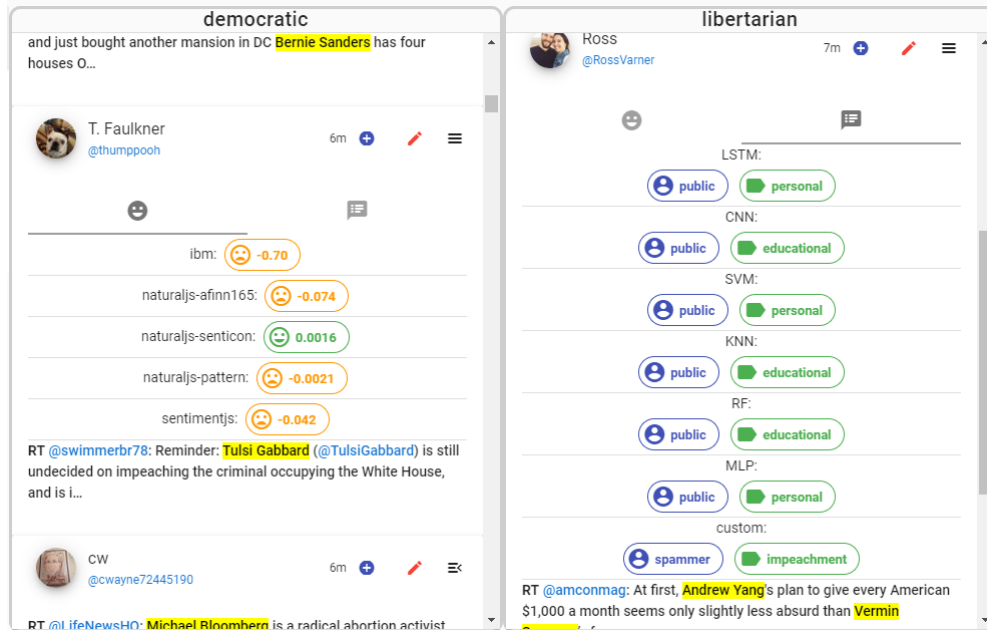 democratic
and just bought another mansion in DC Bernie Sanders has four
houses O...
T. Faulkner
@thumppooh
6m
ibm: -0.70
naturaljs-afinn165: -0.074
naturaljs-senticon: 0.0016
naturaljs-pattern: -0.0021
sentimentjs: -0.042
RT @swimmerbr78: Reminder: Tulsi Gabbard (@TulsiGabbard) is still
undecided on impeaching the criminal occupying the White House,
and is i...
cw
@cwayne72445190
6m
RT @LifeNewsHQ: Michael Bloomberg is a radical abortion activist
libertarian
Ross
@RossVarner
7m
LSTM:
public personal
CNN:
public educational
SVM:
public personal
KNN:
public educational
RF:
public educational
MLP:
public personal
custom:
spammer impeachment
RT @amconmag: At first, Andrew Yang's plan to give every American
$1,000 a month seems only slightly less absurd than Vermin